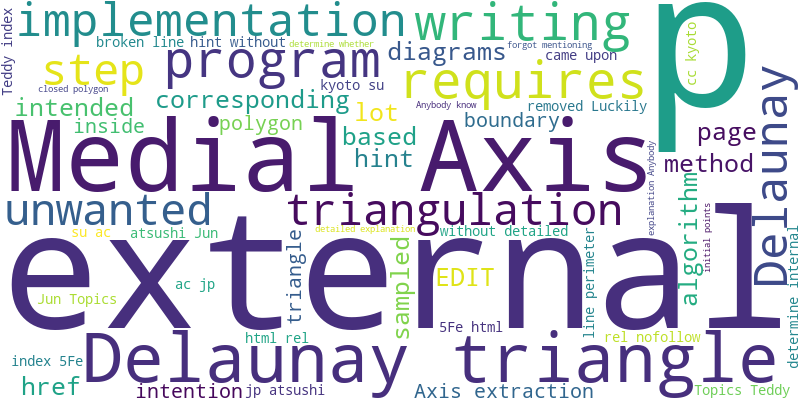 Teddy index
implementation
broken line
hint without
determine whether
writing
forgot mentioning
p
cc kyoto
step
program
diagrams
came upon
closed polygon
kyoto su
requires
intended
corresponding
lot
Anybody know
removed Luckily
inside
polygon
based
boundary
page
Delaunay
Medial Axis
hint
method
explanation Anybody
unwanted
triangulation
algorithm
initial points
su ac
atsushi Jun
detailed explanation
without detailed
external
triangle
sampled
line perimeter
determine internal
ac jp
EDIT
Jun Topics
5Fe html
html rel
rel nofollow
Delaunay triangle
index 5Fe
href
intention
jp atsushi
Axis extraction
Topics Teddy